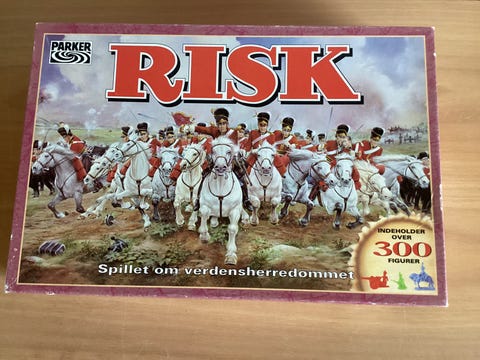 PARKER
RISK
Spillet om verdensherredømmet
INDEHOLDER
OVER
300
FIGURER